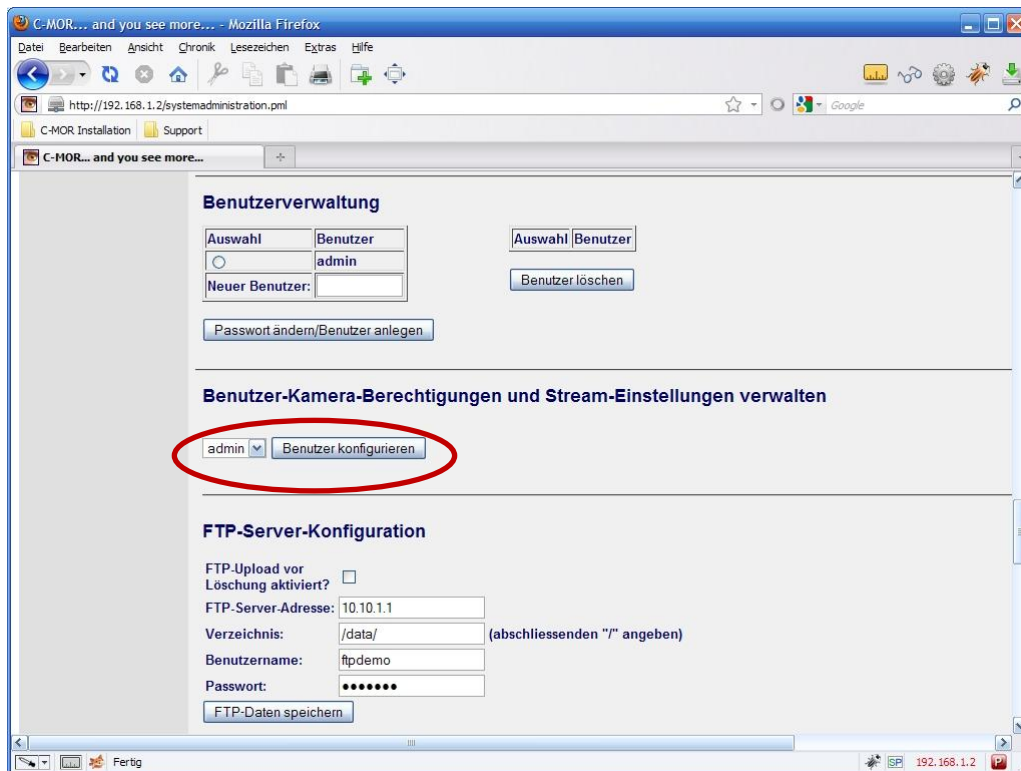 C-MOR... and you see more... - Mozilla Firefox
Datei Bearbeiten Ansicht Chronik Lesezeichen Extras Hilfe
http://192.168.1.2/systemadministration.pml
Google
C-MOR Installation Support
C-MOR... and you see more...
Benutzerverwaltung
Auswahl Benutzer
admin
Neuer Benutzer:
Auswahl Benutzer
Benutzer löschen
Passwort ändern/Benutzer anlegen
Benutzer-Kamera-Berechtigungen und Stream-Einstellungen verwalten
admin Benutzer konfigurieren
FTP-Server-Konfiguration
FTP-Upload vor
Löschung aktiviert?
FTP-Server-Adresse: 10.10.1.1
Verzeichnis: /data/ (abschliessenden "/" angeben)
Benutzername: ftpdemo
Passwort: •••••••
FTP-Daten speichern
Fertig
SP 192.168.1.2